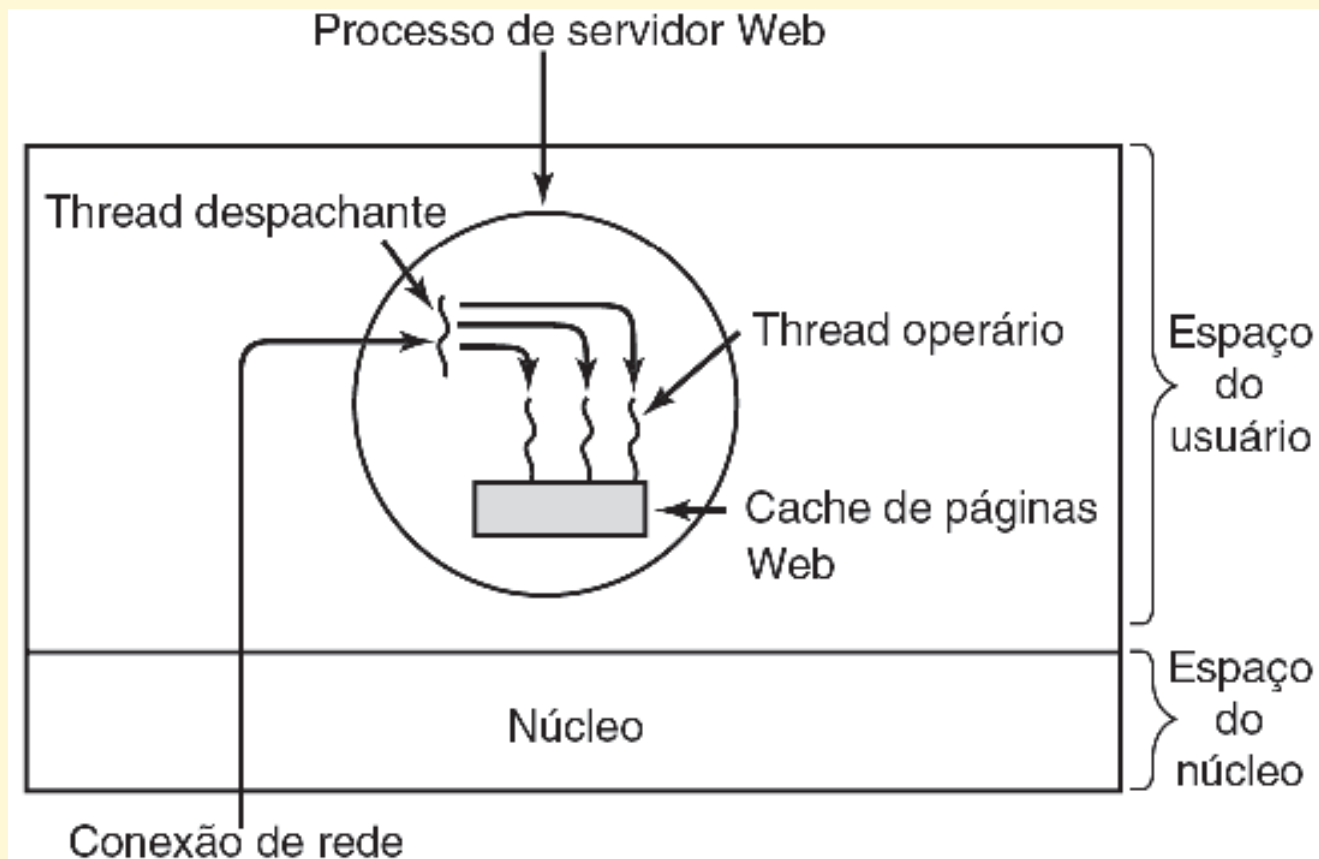 Processo de servidor Web
Thread despachante
Thread operário
Espaço
do
usuário
Cache de páginas
Web
Espaço
do
núcleo
Núcleo
Conexão de rede